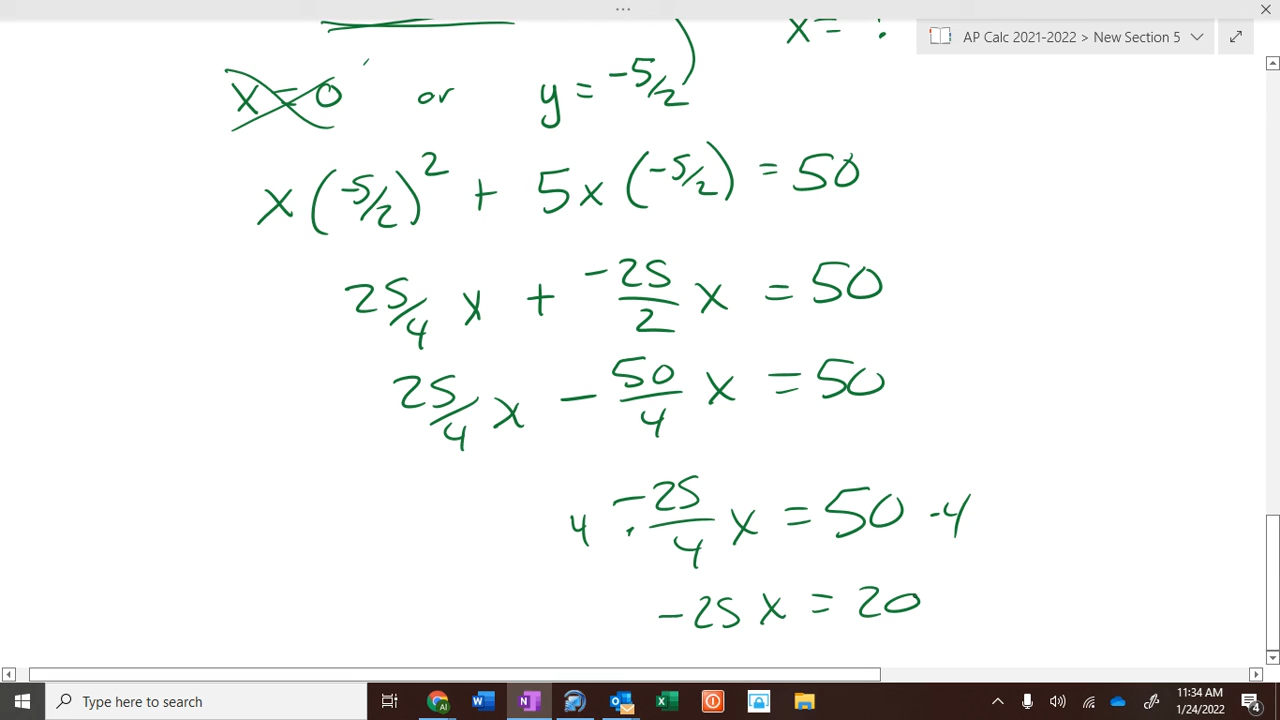 x = ?
AP Calc 2021-2022 > New Section 5
x = 0 or y = -5/2
x(-5/2)² + 5x(-5/2) = 50
25/4 x + -25/2 x = 50
25/4 x - 50/4 x = 50
4 · -25/4 x = 50 · 4
-25x = 20
Type here to search
11:34 AM
1/24/2022
4